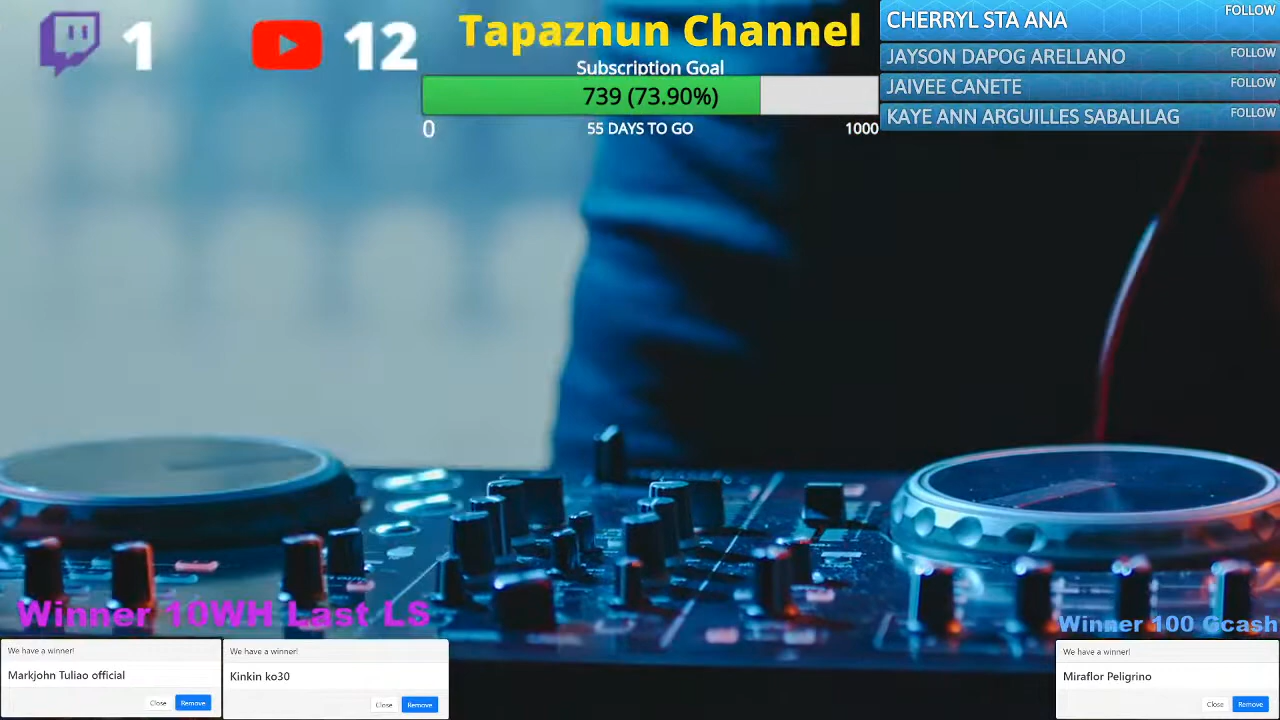 1
12
Tapaznun Channel
Subscription Goal
739 (73.90%)
0
55 DAYS TO GO
1000
CHERRYL STA ANA
FOLLOW
JAYSON DAPOG ARELLANO
FOLLOW
JAIVEE CANETE
FOLLOW
KAYE ANN ARGUILLES SABALILAG
FOLLOW
Winner 10WH Last LS
We have a winner!
Markjohn Tuliao official
Close
Remove
We have a winner!
Kinkin ko30
Close
Remove
Winner 100 Gcash
We have a winner!
Miraflor Peligrino
Close
Remove